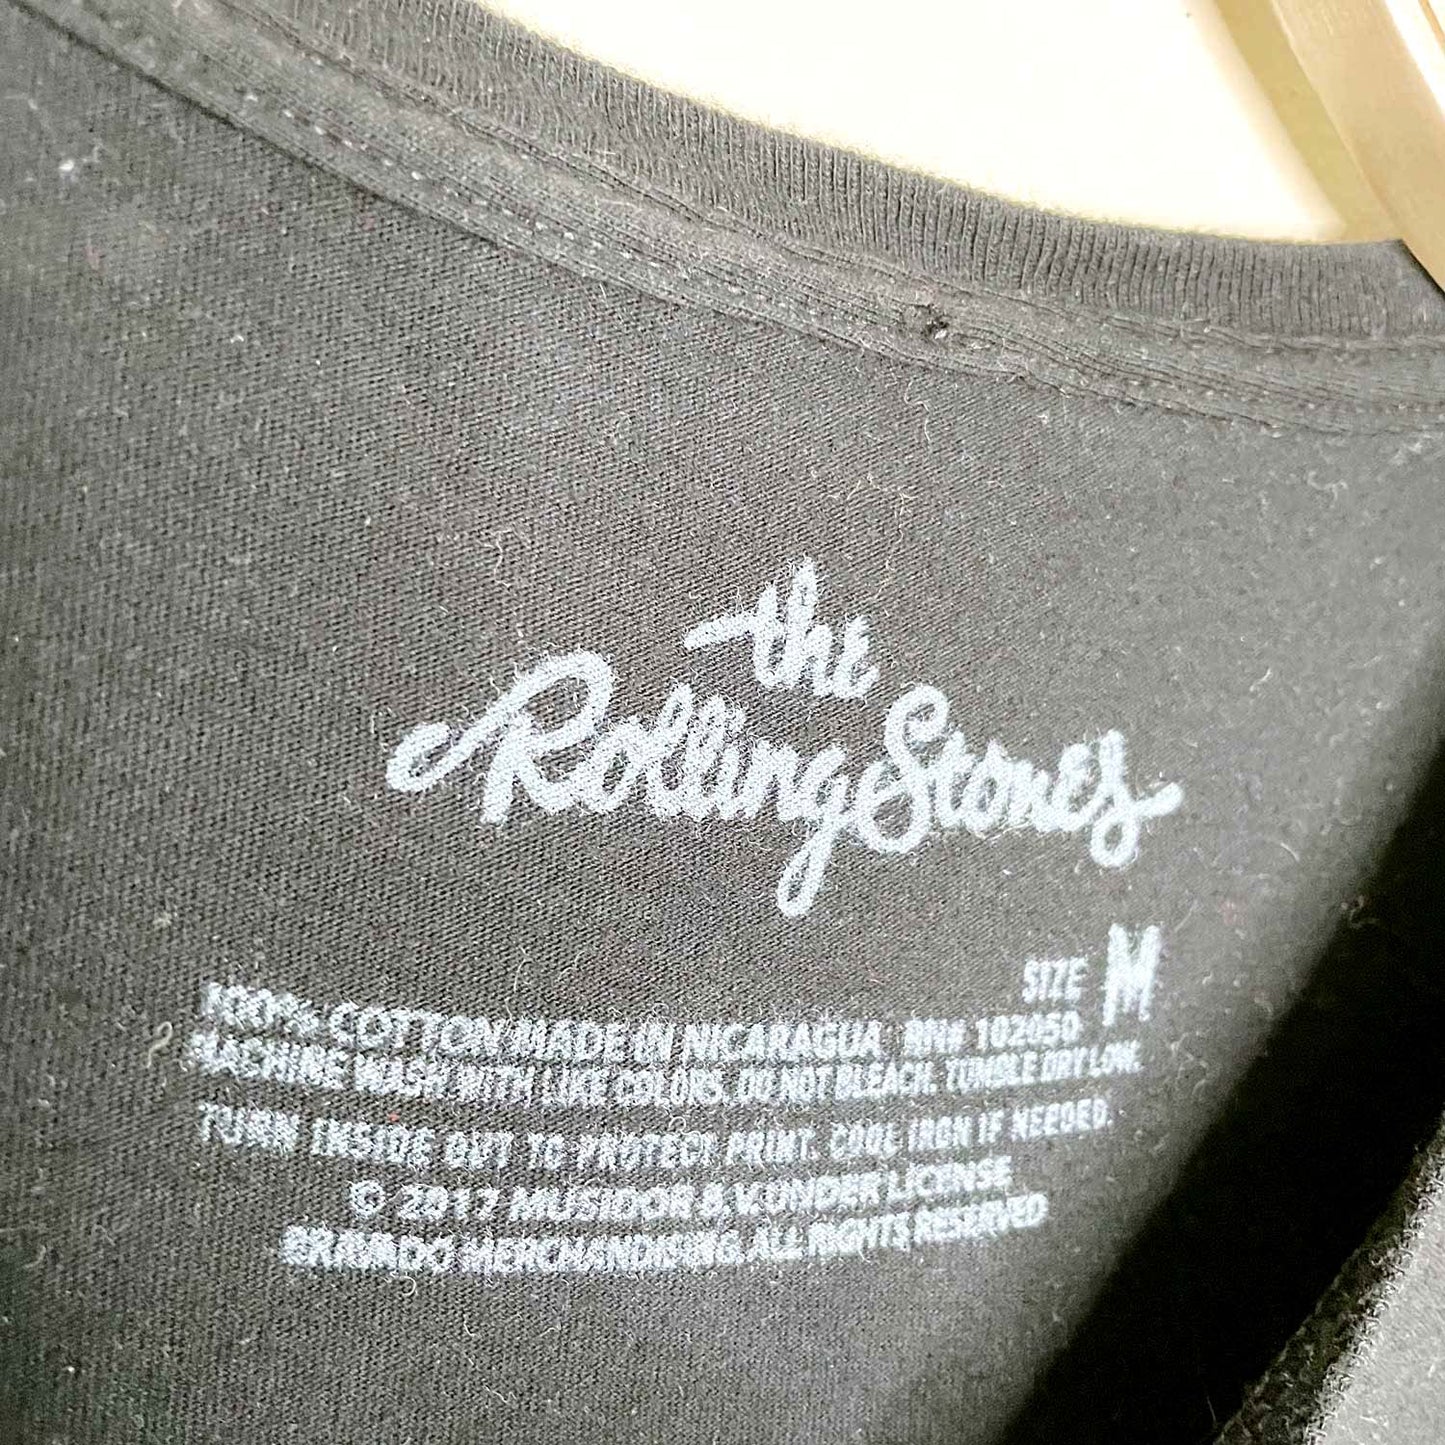 the
Rolling Stones
SIZE M
100% COTTON MADE IN NICARAGUA. RN# 102050
MACHINE WASH WITH LIKE COLORS. DO NOT BLEACH. TUMBLE DRY LOW.
TURN INSIDE OUT TO PROTECT PRINT. COOL IRON IF NEEDED.
© 2017 MUSIDOR B.V. UNDER LICENSE
BRAVADO MERCHANDISING. ALL RIGHTS RESERVED